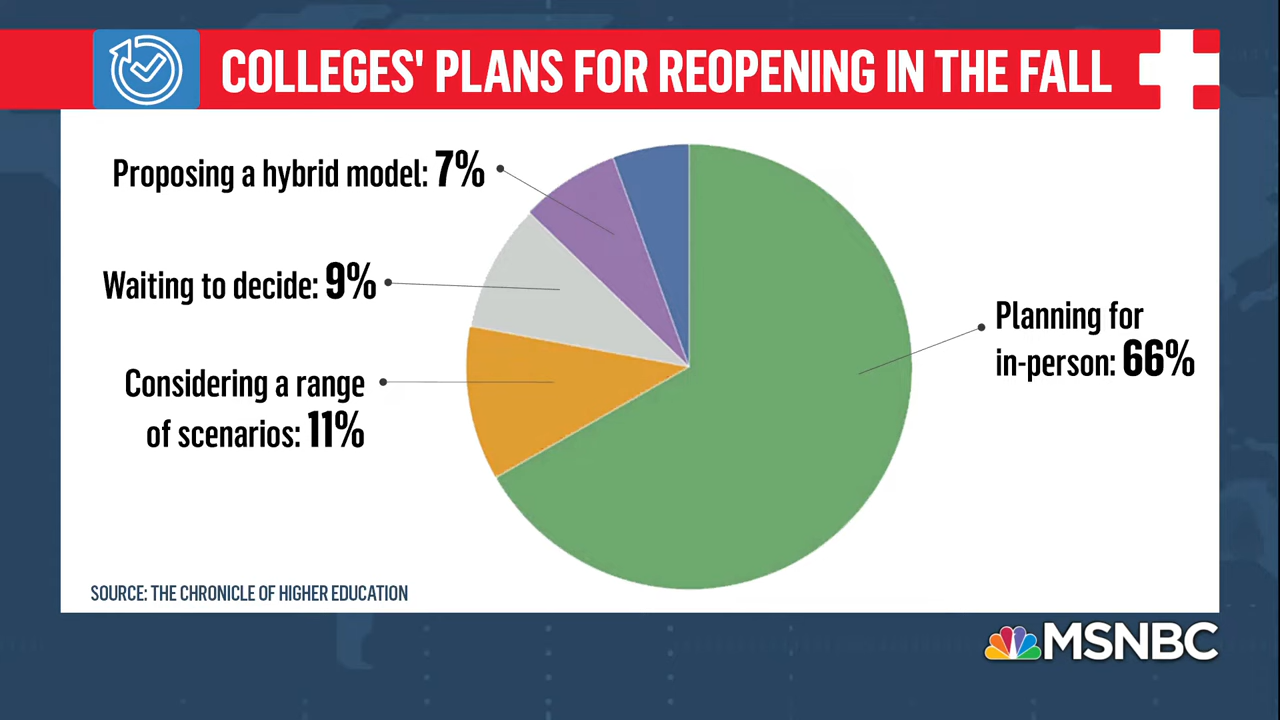 COLLEGES' PLANS FOR REOPENING IN THE FALL
Proposing a hybrid model: 7%
Waiting to decide: 9%
Considering a range
of scenarios: 11%
Planning for
in-person: 66%
SOURCE: THE CHRONICLE OF HIGHER EDUCATION
MSNBC